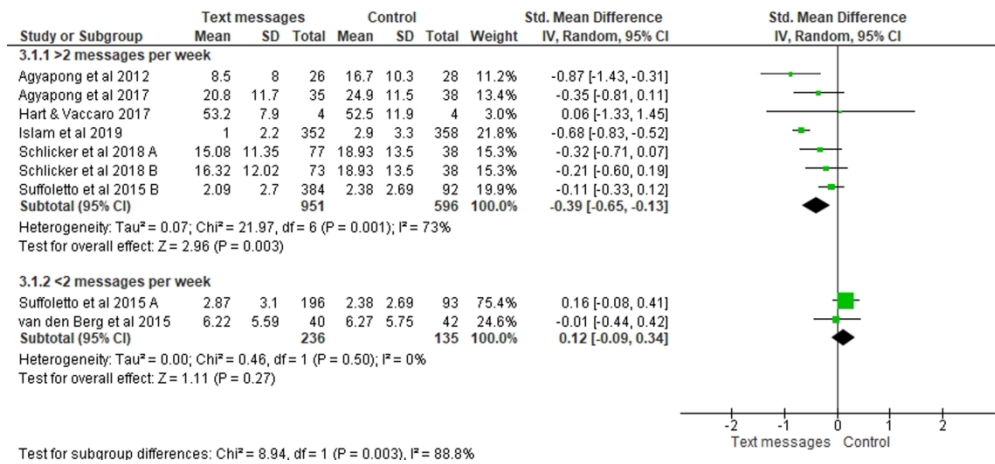 Text messages Control Std. Mean Difference Std. Mean Difference
Study or Subgroup Mean SD Total Mean SD Total Weight IV, Random, 95% CI IV, Random, 95% CI
3.1.1 >2 messages per week
Agyapong et al 2012 8.5 8 26 16.7 10.3 28 11.2% -0.87 [-1.43, -0.31]
Agyapong et al 2017 20.8 11.7 35 24.9 11.5 38 13.4% -0.35 [-0.81, 0.11]
Hart & Vaccaro 2017 53.2 7.9 4 52.5 11.9 4 3.0% 0.06 [-1.33, 1.45]
Islam et al 2019 1 2.2 352 2.9 3.3 358 21.8% -0.68 [-0.83, -0.52]
Schlicker et al 2018 A 15.08 11.35 77 18.93 13.5 38 15.3% -0.32 [-0.71, 0.07]
Schlicker et al 2018 B 16.32 12.02 73 18.93 13.5 38 15.3% -0.21 [-0.60, 0.19]
Suffoletto et al 2015 B 2.09 2.7 384 2.38 2.69 92 19.9% -0.11 [-0.33, 0.12]
Subtotal (95% CI) 951 596 100.0% -0.39 [-0.65, -0.13]
Heterogeneity: Tau² = 0.07; Chi² = 21.97, df = 6 (P = 0.001); I² = 73%
Test for overall effect: Z = 2.96 (P = 0.003)
3.1.2 <2 messages per week
Suffoletto et al 2015 A 2.87 3.1 196 2.38 2.69 93 75.4% 0.16 [-0.08, 0.41]
van den Berg et al 2015 6.22 5.59 40 6.27 5.75 42 24.6% -0.01 [-0.44, 0.42]
Subtotal (95% CI) 236 135 100.0% 0.12 [-0.09, 0.34]
Heterogeneity: Tau² = 0.00; Chi² = 0.46, df = 1 (P = 0.50); I² = 0%
Test for overall effect: Z = 1.11 (P = 0.27)
-2 -1 0 1 2
Text messages Control
Test for subgroup differences: Chi² = 8.94, df = 1 (P = 0.003), I² = 88.8%